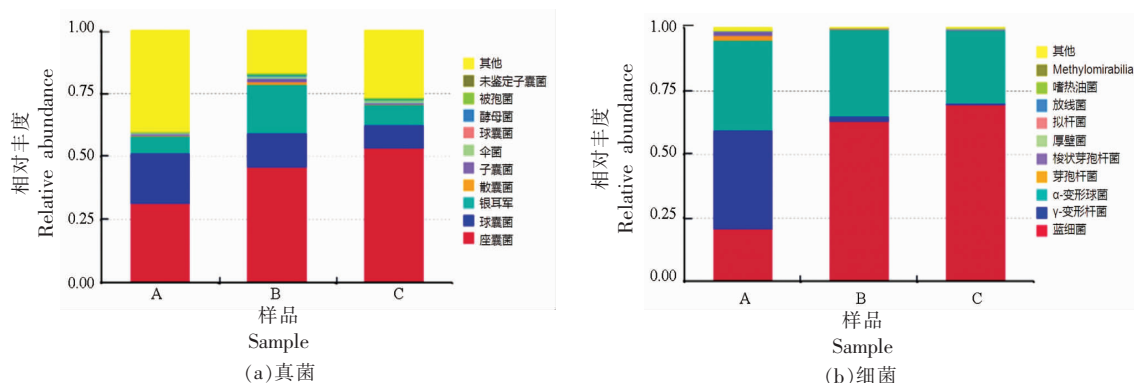 1.00
0.75
0.50
0.25
0.00
相对丰度
Relative abundance
A B C
样品
Sample
(a)真菌
其他
未鉴定子囊菌
被孢菌
酵母菌
球囊菌
伞菌
子囊菌
散囊菌
银耳军
球囊菌
座囊菌
1.00
0.75
0.50
0.25
0.00
相对丰度
Relative abundance
A B C
样品
Sample
(b)细菌
其他
Methylomirabilia
嗜热油菌
放线菌
拟杆菌
厚壁菌
梭状芽孢杆菌
芽孢杆菌
α-变形球菌
γ-变形杆菌
蓝细菌